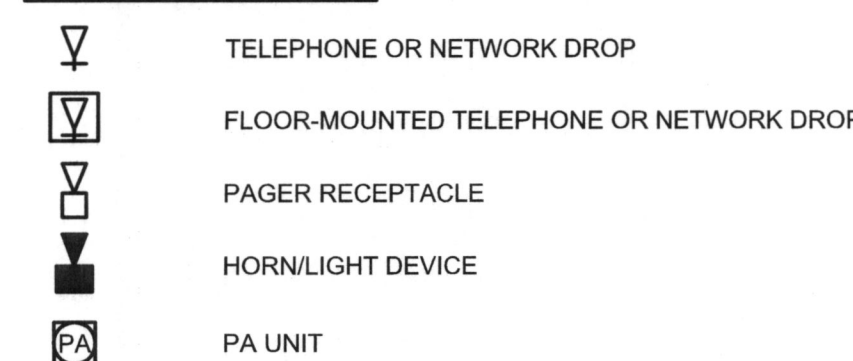 TELEPHONE OR NETWORK DROP
FLOOR-MOUNTED TELEPHONE OR NETWORK DROP
PAGER RECEPTACLE
HORN/LIGHT DEVICE
PA PA UNIT